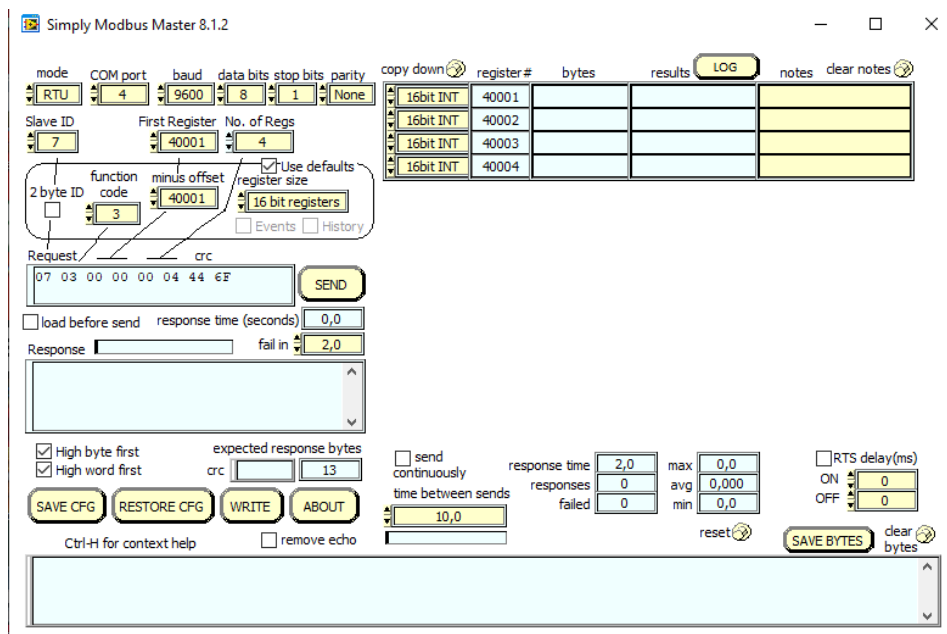 Simply Modbus Master 8.1.2
mode COM port baud data bits stop bits parity
RTU 4 9600 8 1 None
Slave ID First Register No. of Regs
7 40001 4
Use defaults
2 byte ID function code minus offset register size
3 40001 16 bit registers
Events History
Request crc
07 03 00 00 00 04 44 6F
SEND
load before send response time (seconds) 0,0
Response fail in 2,0
High byte first expected response bytes
High word first crc 13
SAVE CFG RESTORE CFG WRITE ABOUT
Ctrl-H for context help remove echo
copy down register # bytes results LOG notes clear notes
16bit INT 40001
16bit INT 40002
16bit INT 40003
16bit INT 40004
send continuously
time between sends
10,0
response time 2,0 max 0,0
responses 0 avg 0,000
failed 0 min 0,0
reset
RTS delay(ms)
ON 0
OFF 0
SAVE BYTES clear bytes